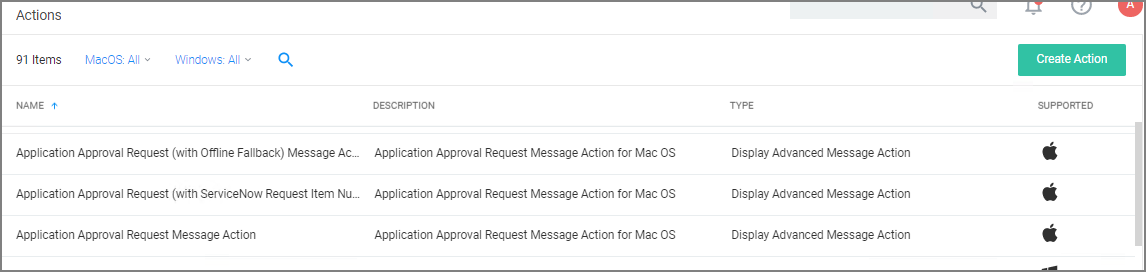 Actions
A
91 Items MacOS: All Windows: All Create Action
NAME DESCRIPTION TYPE SUPPORTED
Application Approval Request (with Offline Fallback) Message Ac... Application Approval Request Message Action for Mac OS Display Advanced Message Action
Application Approval Request (with ServiceNow Request Item Nu... Application Approval Request Message Action for Mac OS Display Advanced Message Action
Application Approval Request Message Action Application Approval Request Message Action for Mac OS Display Advanced Message Action